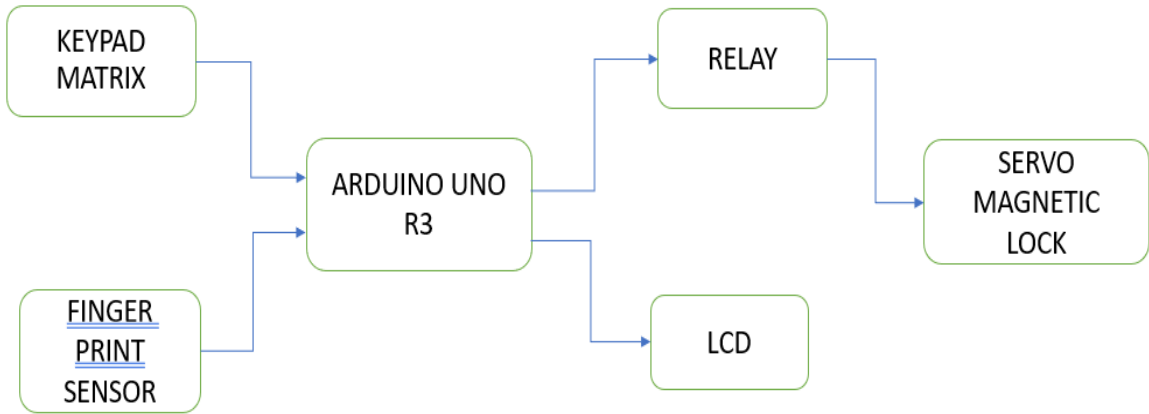 KEYPAD
MATRIX
FINGER
PRINT
SENSOR
ARDUINO UNO
R3
RELAY
LCD
SERVO
MAGNETIC
LOCK